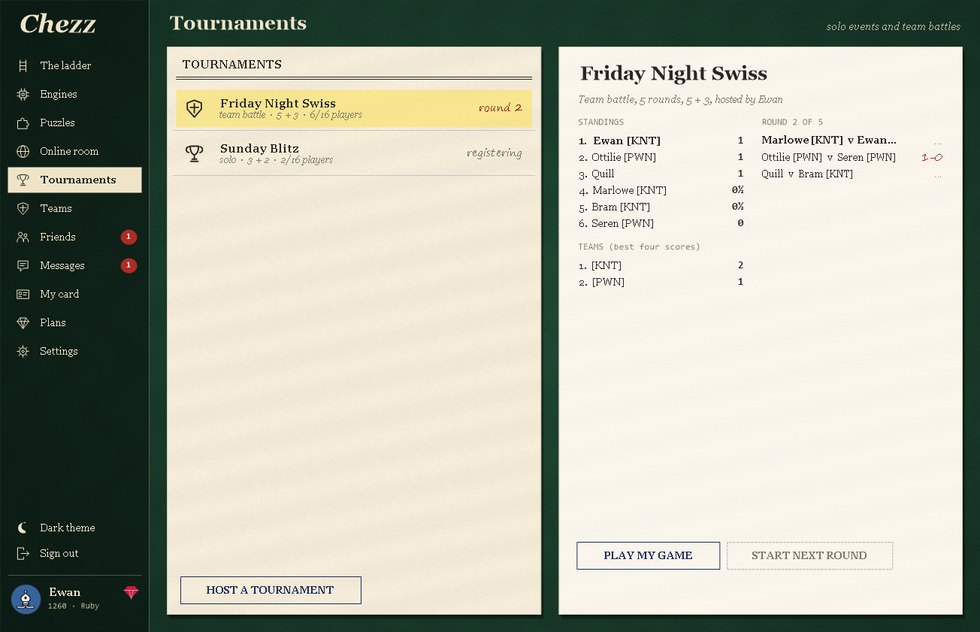 Chezz
The ladder
Engines
Puzzles
Online room
Tournaments
Teams
Friends 1
Messages 1
My card
Plans
Settings
Dark theme
Sign out
Ewan
1260 · Ruby
Tournaments
solo events and team battles
TOURNAMENTS
Friday Night Swiss
team battle · 5 + 3 · 6/16 players
round 2
Sunday Blitz
solo · 3 + 2 · 2/16 players
registering
HOST A TOURNAMENT
Friday Night Swiss
Team battle, 5 rounds, 5 + 3, hosted by Ewan
STANDINGS
1. Ewan [KNT] 1
2. Ottilie [PWN] 1
3. Quill 1
4. Marlowe [KNT] 0%
5. Bram [KNT] 0%
6. Seren [PWN] 0
TEAMS (best four scores)
1. [KNT] 2
2. [PWN] 1
ROUND 2 OF 5
Marlowe [KNT] v Ewan... ...
Ottilie [PWN] v Seren [PWN] 1-0
Quill v Bram [KNT] ...
PLAY MY GAME
START NEXT ROUND